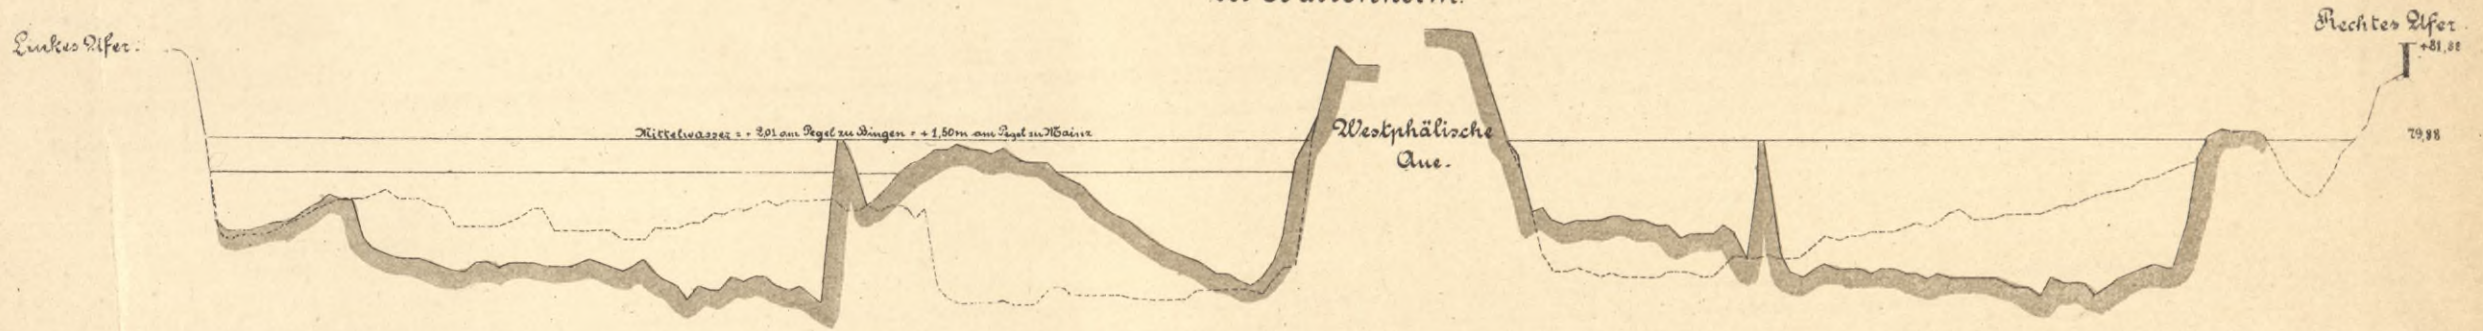 Linkes Ufer.
Rechtes Ufer
+81,88
Mittelwasser = + 2,01 am Pegel zu Bingen = + 1,50m am Pegel zu Mainz
79,88
Westphälische
Aue.